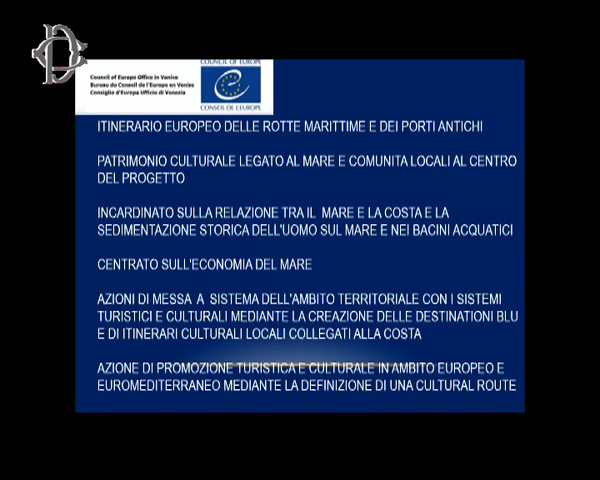 Council of Europe Office in Venice
Bureau du Conseil de l'Europe en Venise
Consiglio d'Europa Ufficio di Venezia
COUNCIL OF EUROPE
CONSEIL DE L'EUROPE
ITINERARIO EUROPEO DELLE ROTTE MARITTIME E DEI PORTI ANTICHI
PATRIMONIO CULTURALE LEGATO AL MARE E COMUNITA LOCALI AL CENTRO
DEL PROGETTO
INCARDINATO SULLA RELAZIONE TRA IL MARE E LA COSTA E LA
SEDIMENTAZIONE STORICA DELL'UOMO SUL MARE E NEI BACINI ACQUATICI
CENTRATO SULL'ECONOMIA DEL MARE
AZIONI DI MESSA A SISTEMA DELL'AMBITO TERRITORIALE CON I SISTEMI
TURISTICI E CULTURALI MEDIANTE LA CREAZIONE DELLE DESTINATIONI BLU
E DI ITINERARI CULTURALI LOCALI COLLEGATI ALLA COSTA
AZIONE DI PROMOZIONE TURISTICA E CULTURALE IN AMBITO EUROPEO E
EUROMEDITERRANEO MEDIANTE LA DEFINIZIONE DI UNA CULTURAL ROUTE